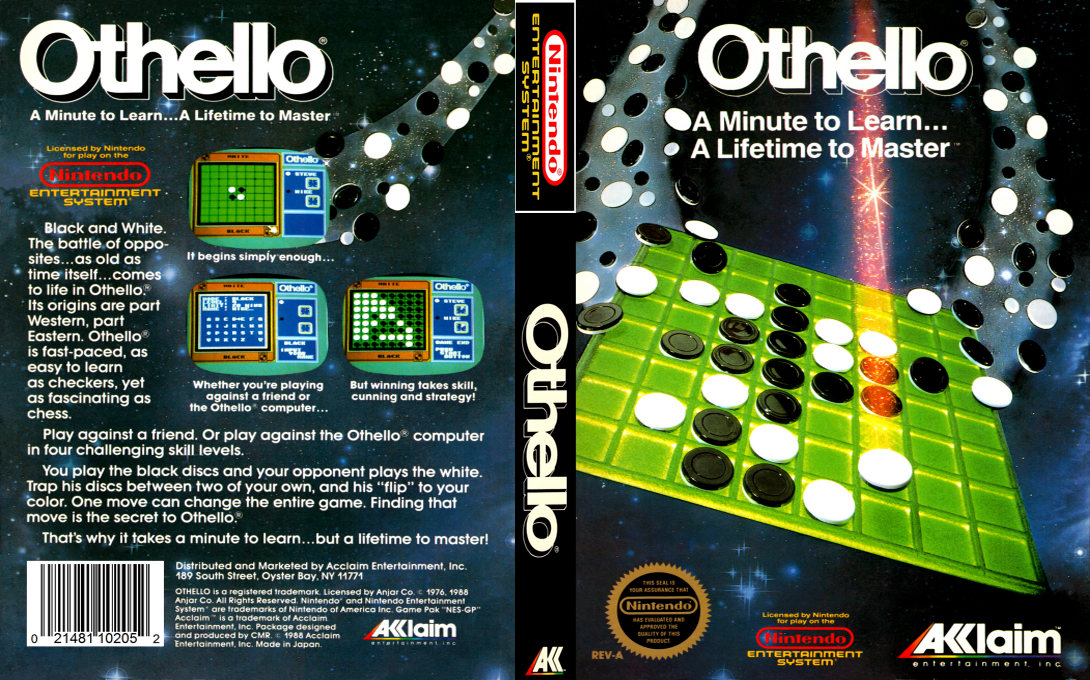 Othello®
A Minute to Learn...A Lifetime to Master™
Licensed by Nintendo
for play on the
Nintendo®
ENTERTAINMENT
SYSTEM®
Black and White.
The battle of oppo-
sites...as old as
time itself...comes
to life in Othello.®
Its origins are part
Western, part
Eastern. Othello®
is fast-paced, as
easy to learn
as checkers, yet
as fascinating as
chess.
WHITE
Othello
STEVE
MIKE
BLACK
It begins simply enough...
Othello
BLACK
INPUT
YOUR
NAME
BLACK
Whether you're playing
against a friend or
the Othello® computer...
WHITE
Othello
STEVE
MIKE
GAME END
PUSH
START
BUTTON
BLACK
But winning takes skill,
cunning and strategy!
Play against a friend. Or play against the Othello® computer
in four challenging skill levels.
You play the black discs and your opponent plays the white.
Trap his discs between two of your own, and his "flip" to your
color. One move can change the entire game. Finding that
move is the secret to Othello.®
That's why it takes a minute to learn...but a lifetime to master!
0 21481 10205 2
Distributed and Marketed by Acclaim Entertainment, Inc.
189 South Street, Oyster Bay, NY 11771
OTHELLO is a registered trademark. Licensed by Anjar Co. © 1976, 1988
Anjar Co. All Rights Reserved. Nintendo® and Nintendo Entertainment
System® are trademarks of Nintendo of America Inc. Game Pak "NES-GP"
Acclaim™ is a trademark of Acclaim
Entertainment, Inc. Package designed
and produced by CMR. © 1988 Acclaim
Entertainment, Inc. Made in Japan.
AKKlaim
entertainment, inc.
Nintendo®
ENTERTAINMENT
SYSTEM®
Othello®
Othello®
A Minute to Learn...
A Lifetime to Master™
THIS SEAL IS
YOUR ASSURANCE THAT
Nintendo®
HAS EVALUATED AND
APPROVED THE
QUALITY OF THIS
PRODUCT.
REV-A
Licensed by Nintendo
for play on the
Nintendo®
ENTERTAINMENT
SYSTEM®
AKKlaim™
entertainment, inc.